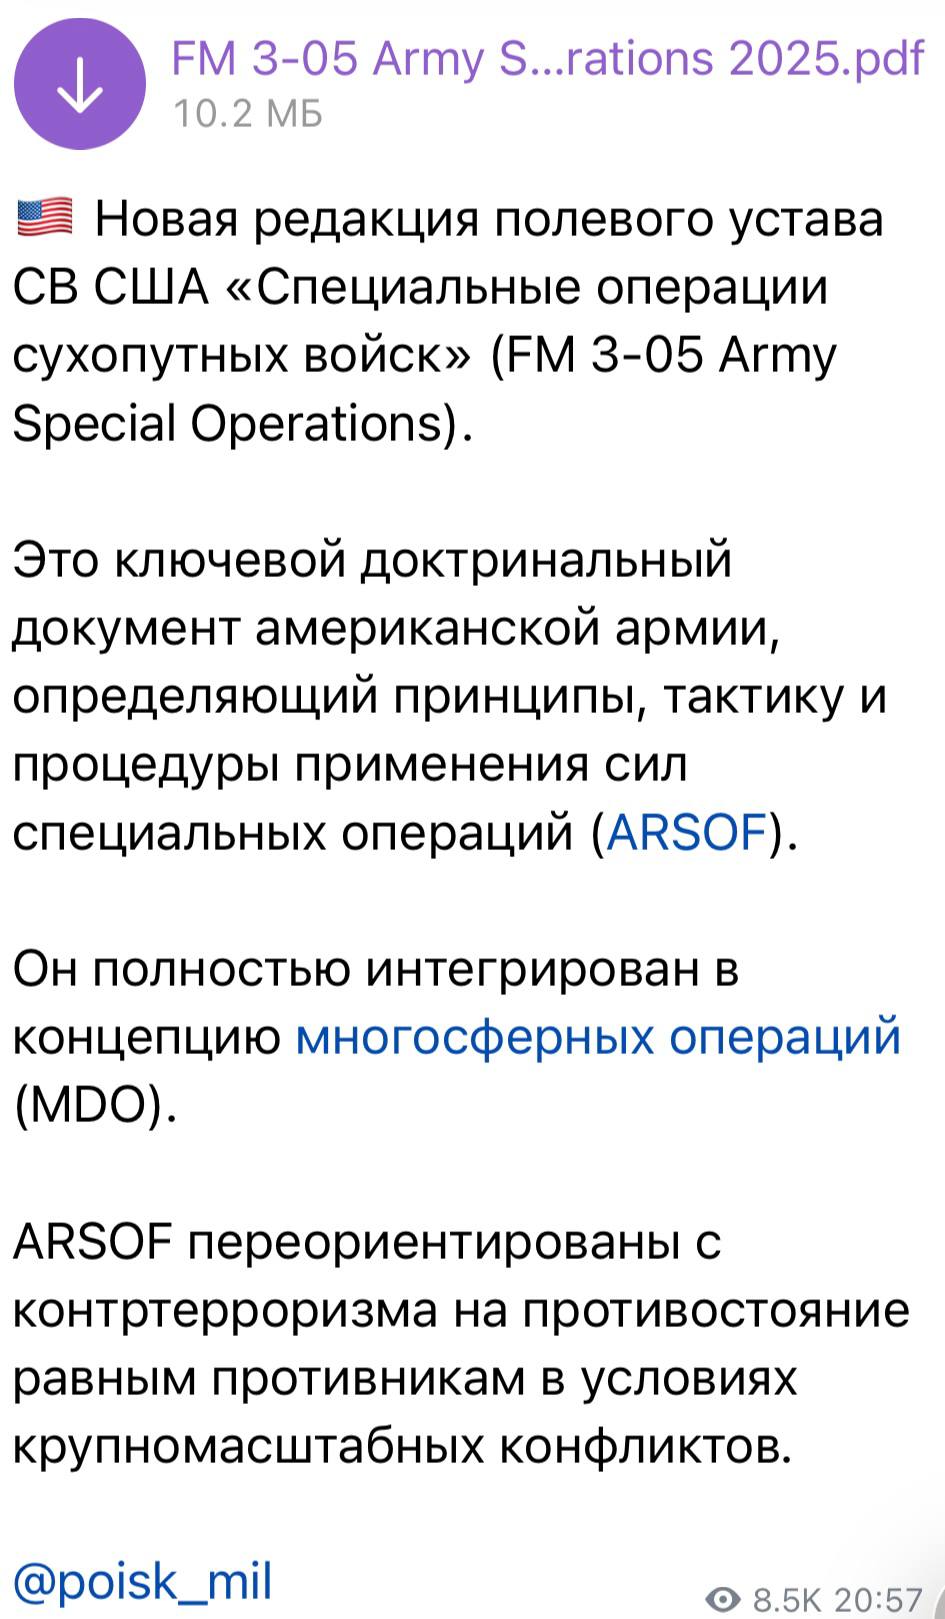 FM 3-05 Army S...rations 2025.pdf
10.2 МБ
🇺🇸 Новая редакция полевого устава
СВ США «Специальные операции
сухопутных войск» (FM 3-05 Army
Special Operations).
Это ключевой доктринальный
документ американской армии,
определяющий принципы, тактику и
процедуры применения сил
специальных операций (ARSOF).
Он полностью интегрирован в
концепцию многосферных операций
(MDO).
ARSOF переориентированы с
контртерроризма на противостояние
равным противникам в условиях
крупномасштабных конфликтов.
@poisk_mil
8.5K 20:57